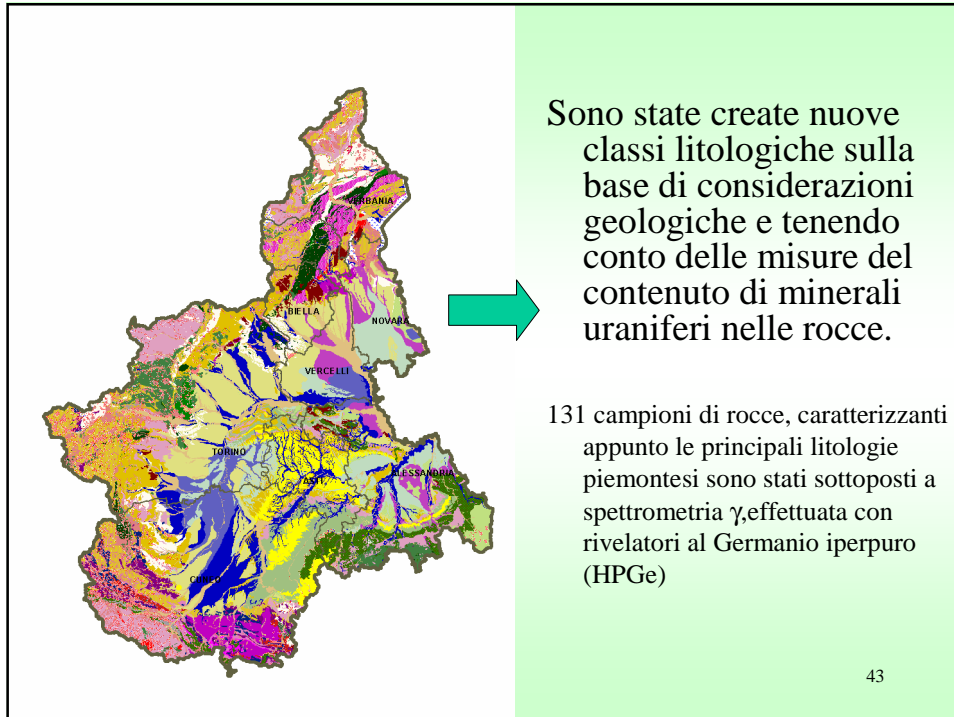 Sono state create nuove
classi litologiche sulla
base di considerazioni
geologiche e tenendo
conto delle misure del
contenuto di minerali
uraniferi nelle rocce.
131 campioni di rocce, caratterizzanti
appunto le principali litologie
piemontesi sono stati sottoposti a
spettrometria γ,effettuata con
rivelatori al Germanio iperpuro
(HPGe)
VERBANIA
BIELLA
NOVARA
VERCELLI
TORINO
ASTI
ALESSANDRIA
CUNEO
43